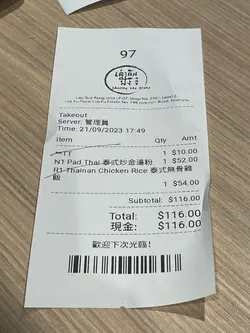 97
Takeout
Server: 管理員
Time: 21/09/2023 17:49
Item Qty Amt
1 $10.00
N1 Pad Thai 泰式炒金邊粉 1 $52.00
R1 Thainan Chicken Rice 泰式無骨雞
飯
1 $54.00
Subtotal: $116.00
Total: $116.00
現金: $116.00
歡迎下次光臨!